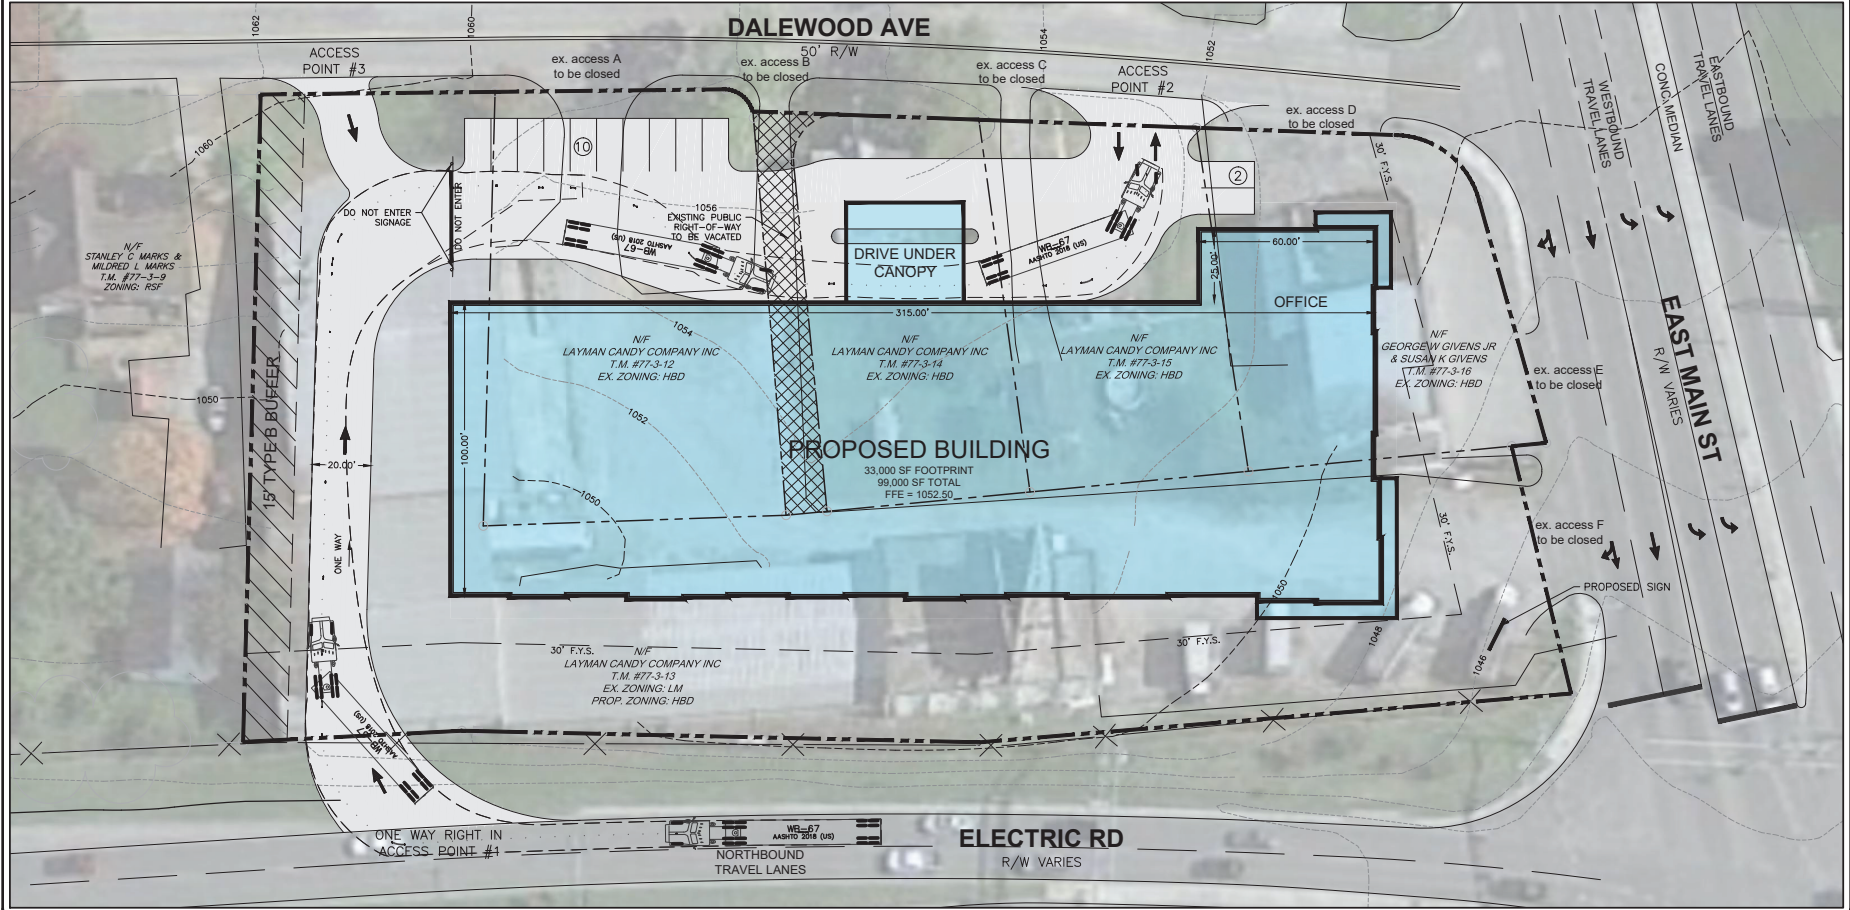 DALEWOOD AVE
50' R/W
1062
1060
1054
1052
ACCESS
POINT #3
ex. access A
to be closed
ex. access B
to be closed
ex. access C
to be closed
ACCESS
POINT #2
ex. access D
to be closed
WESTBOUND
TRAVEL LANES
CONC. MEDIAN
EASTBOUND
TRAVEL LANES
1060
10
2
30' F.Y.S.
DO NOT ENTER
SIGNAGE
DO NOT ENTER
1056
EXISTING PUBLIC
RIGHT-OF-WAY
TO BE VACATED
WB-67
AASHTO 2018 (US)
WB-67
AASHTO 2018 (US)
DRIVE UNDER
CANOPY
60.00'
25.00'
OFFICE
N/F
STANLEY C MARKS &
MILDRED L MARKS
T.M. #77-3-9
ZONING: RSF
315.00'
1054
N/F
LAYMAN CANDY COMPANY INC
T.M. #77-3-12
EX. ZONING: HBD
N/F
LAYMAN CANDY COMPANY INC
T.M. #77-3-14
EX. ZONING: HBD
N/F
LAYMAN CANDY COMPANY INC
T.M. #77-3-15
EX. ZONING: HBD
N/F
GEORGE W GIVENS JR
& SUSAN K GIVENS
T.M. #77-3-16
EX. ZONING: HBD
EAST MAIN ST
R/W VARIES
ex. access E
to be closed
1050
1052
15' TYPE B BUFFER
20.00'
100.00'
PROPOSED BUILDING
33,000 SF FOOTPRINT
99,000 SF TOTAL
FFE = 1052.50
1050
ONE WAY
30' F.Y.S.
ex. access F
to be closed
PROPOSED SIGN
1050
1048
1046
30' F.Y.S.
30' F.Y.S.
N/F
LAYMAN CANDY COMPANY INC
T.M. #77-3-13
EX. ZONING: LM
PROP. ZONING: HBD
WB-67
AASHTO 2018 (US)
ONE WAY RIGHT IN
ACCESS POINT #1
WB-67
AASHTO 2018 (US)
NORTHBOUND
TRAVEL LANES
ELECTRIC RD
R/W VARIES